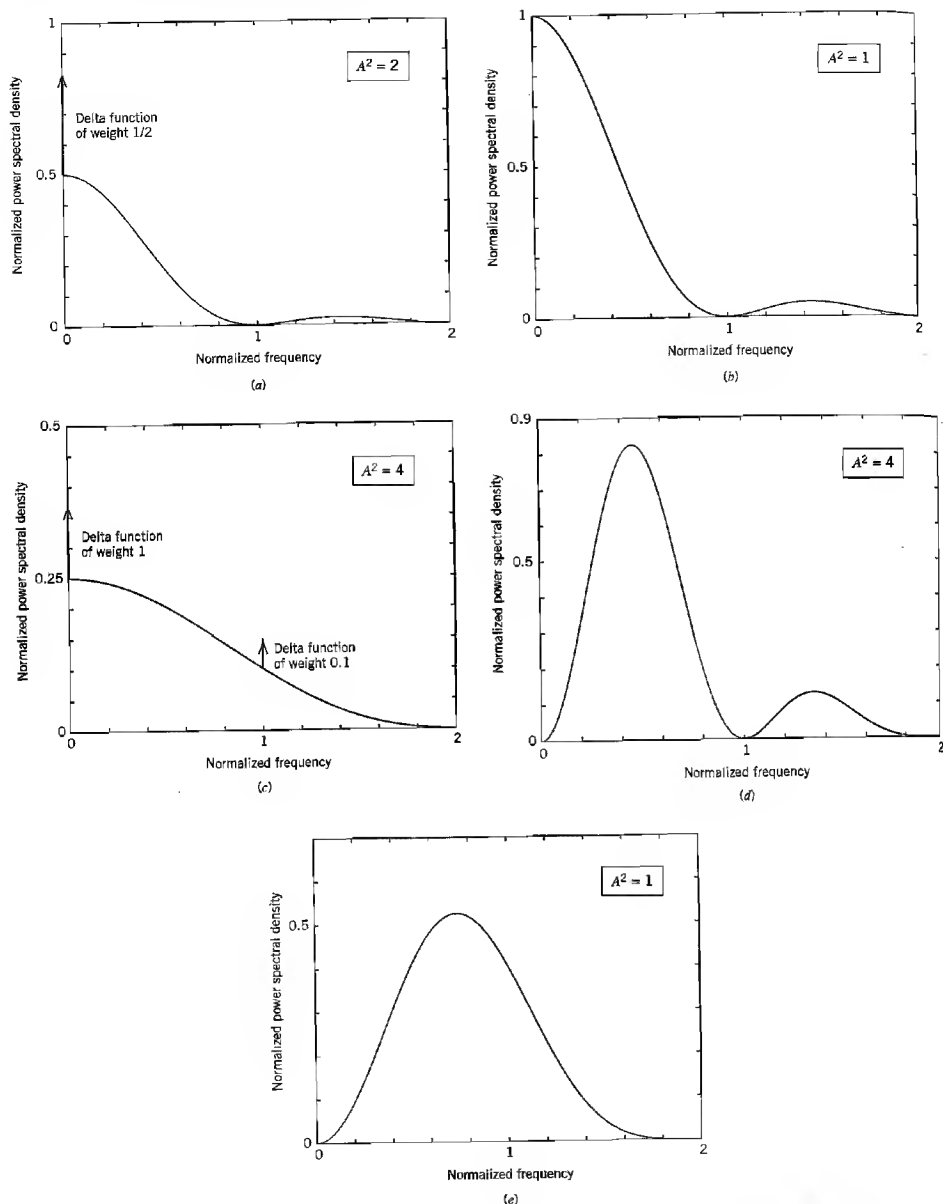 1
A² = 2
Normalized power spectral density
Delta function
of weight 1/2
0.5
0
0
1
2
Normalized frequency
(a)
1
A² = 1
Normalized power spectral density
0.5
0
0
1
2
Normalized frequency
(b)
0.5
A² = 4
Normalized power spectral density
Delta function
of weight 1
0.25
Delta function
of weight 0.1
0
0
1
2
Normalized frequency
(c)
0.9
A² = 4
Normalized power spectral density
0.5
0
0
1
2
Normalized frequency
(d)
A² = 1
Normalized power spectral density
0.5
0
0
1
2
Normalized frequency
(e)